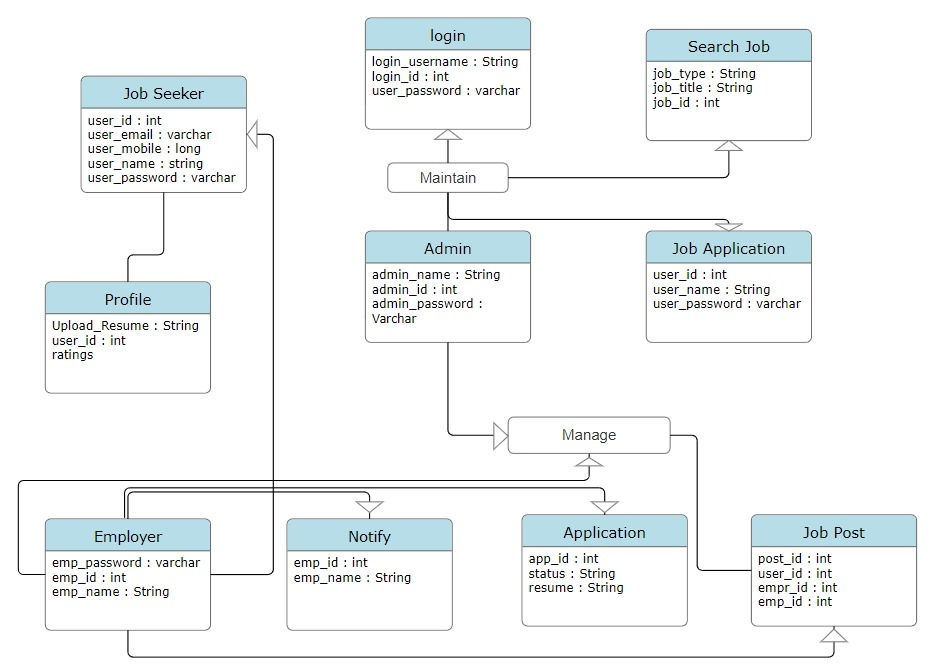 login
login_username : String
login_id : int
user_password : varchar
Search Job
job_type : String
job_title : String
job_id : int
Job Seeker
user_id : int
user_email : varchar
user_mobile : long
user_name : string
user_password : varchar
Maintain
Admin
admin_name : String
admin_id : int
admin_password :
Varchar
Job Application
user_id : int
user_name : String
user_password : varchar
Profile
Upload_Resume : String
user_id : int
ratings
Manage
Employer
emp_password : varchar
emp_id : int
emp_name : String
Notify
emp_id : int
emp_name : String
Application
app_id : int
status : String
resume : String
Job Post
post_id : int
user_id : int
empr_id : int
emp_id : int